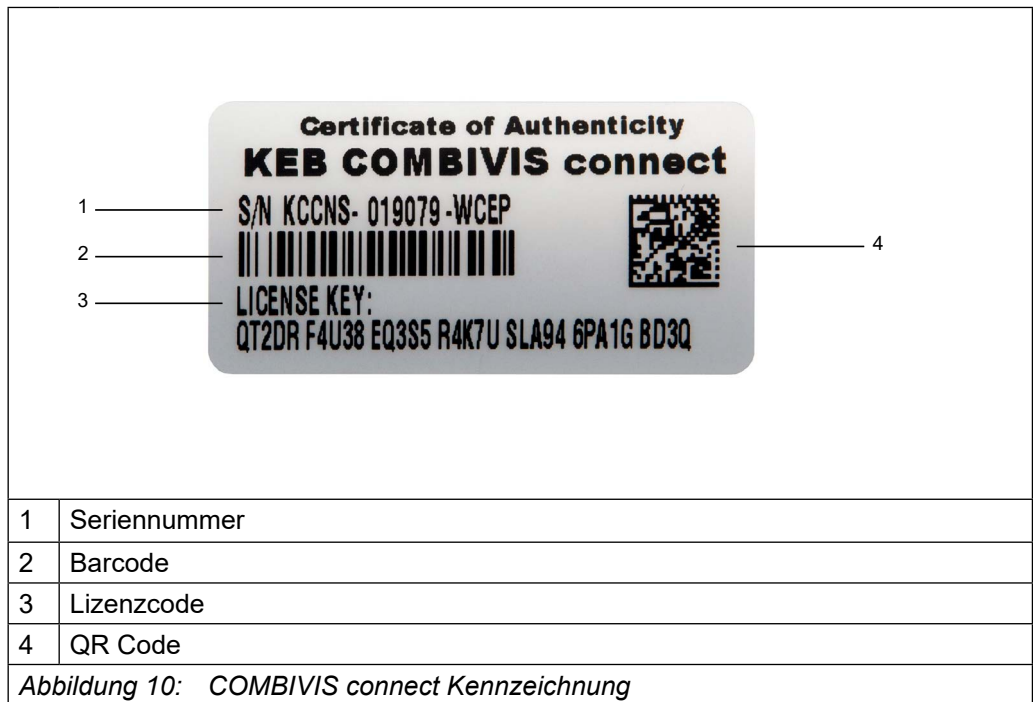 Certificate of Authenticity
KEB COMBIVIS connect
1
S/N KCCNS- 019079 -WCEP
2
4
3
LICENSE KEY:
QT2DR F4U38 EQ3S5 R4K7U SLA94 6PA1G BD3Q
1 Seriennummer
2 Barcode
3 Lizenzcode
4 QR Code
Abbildung 10: COMBIVIS connect Kennzeichnung